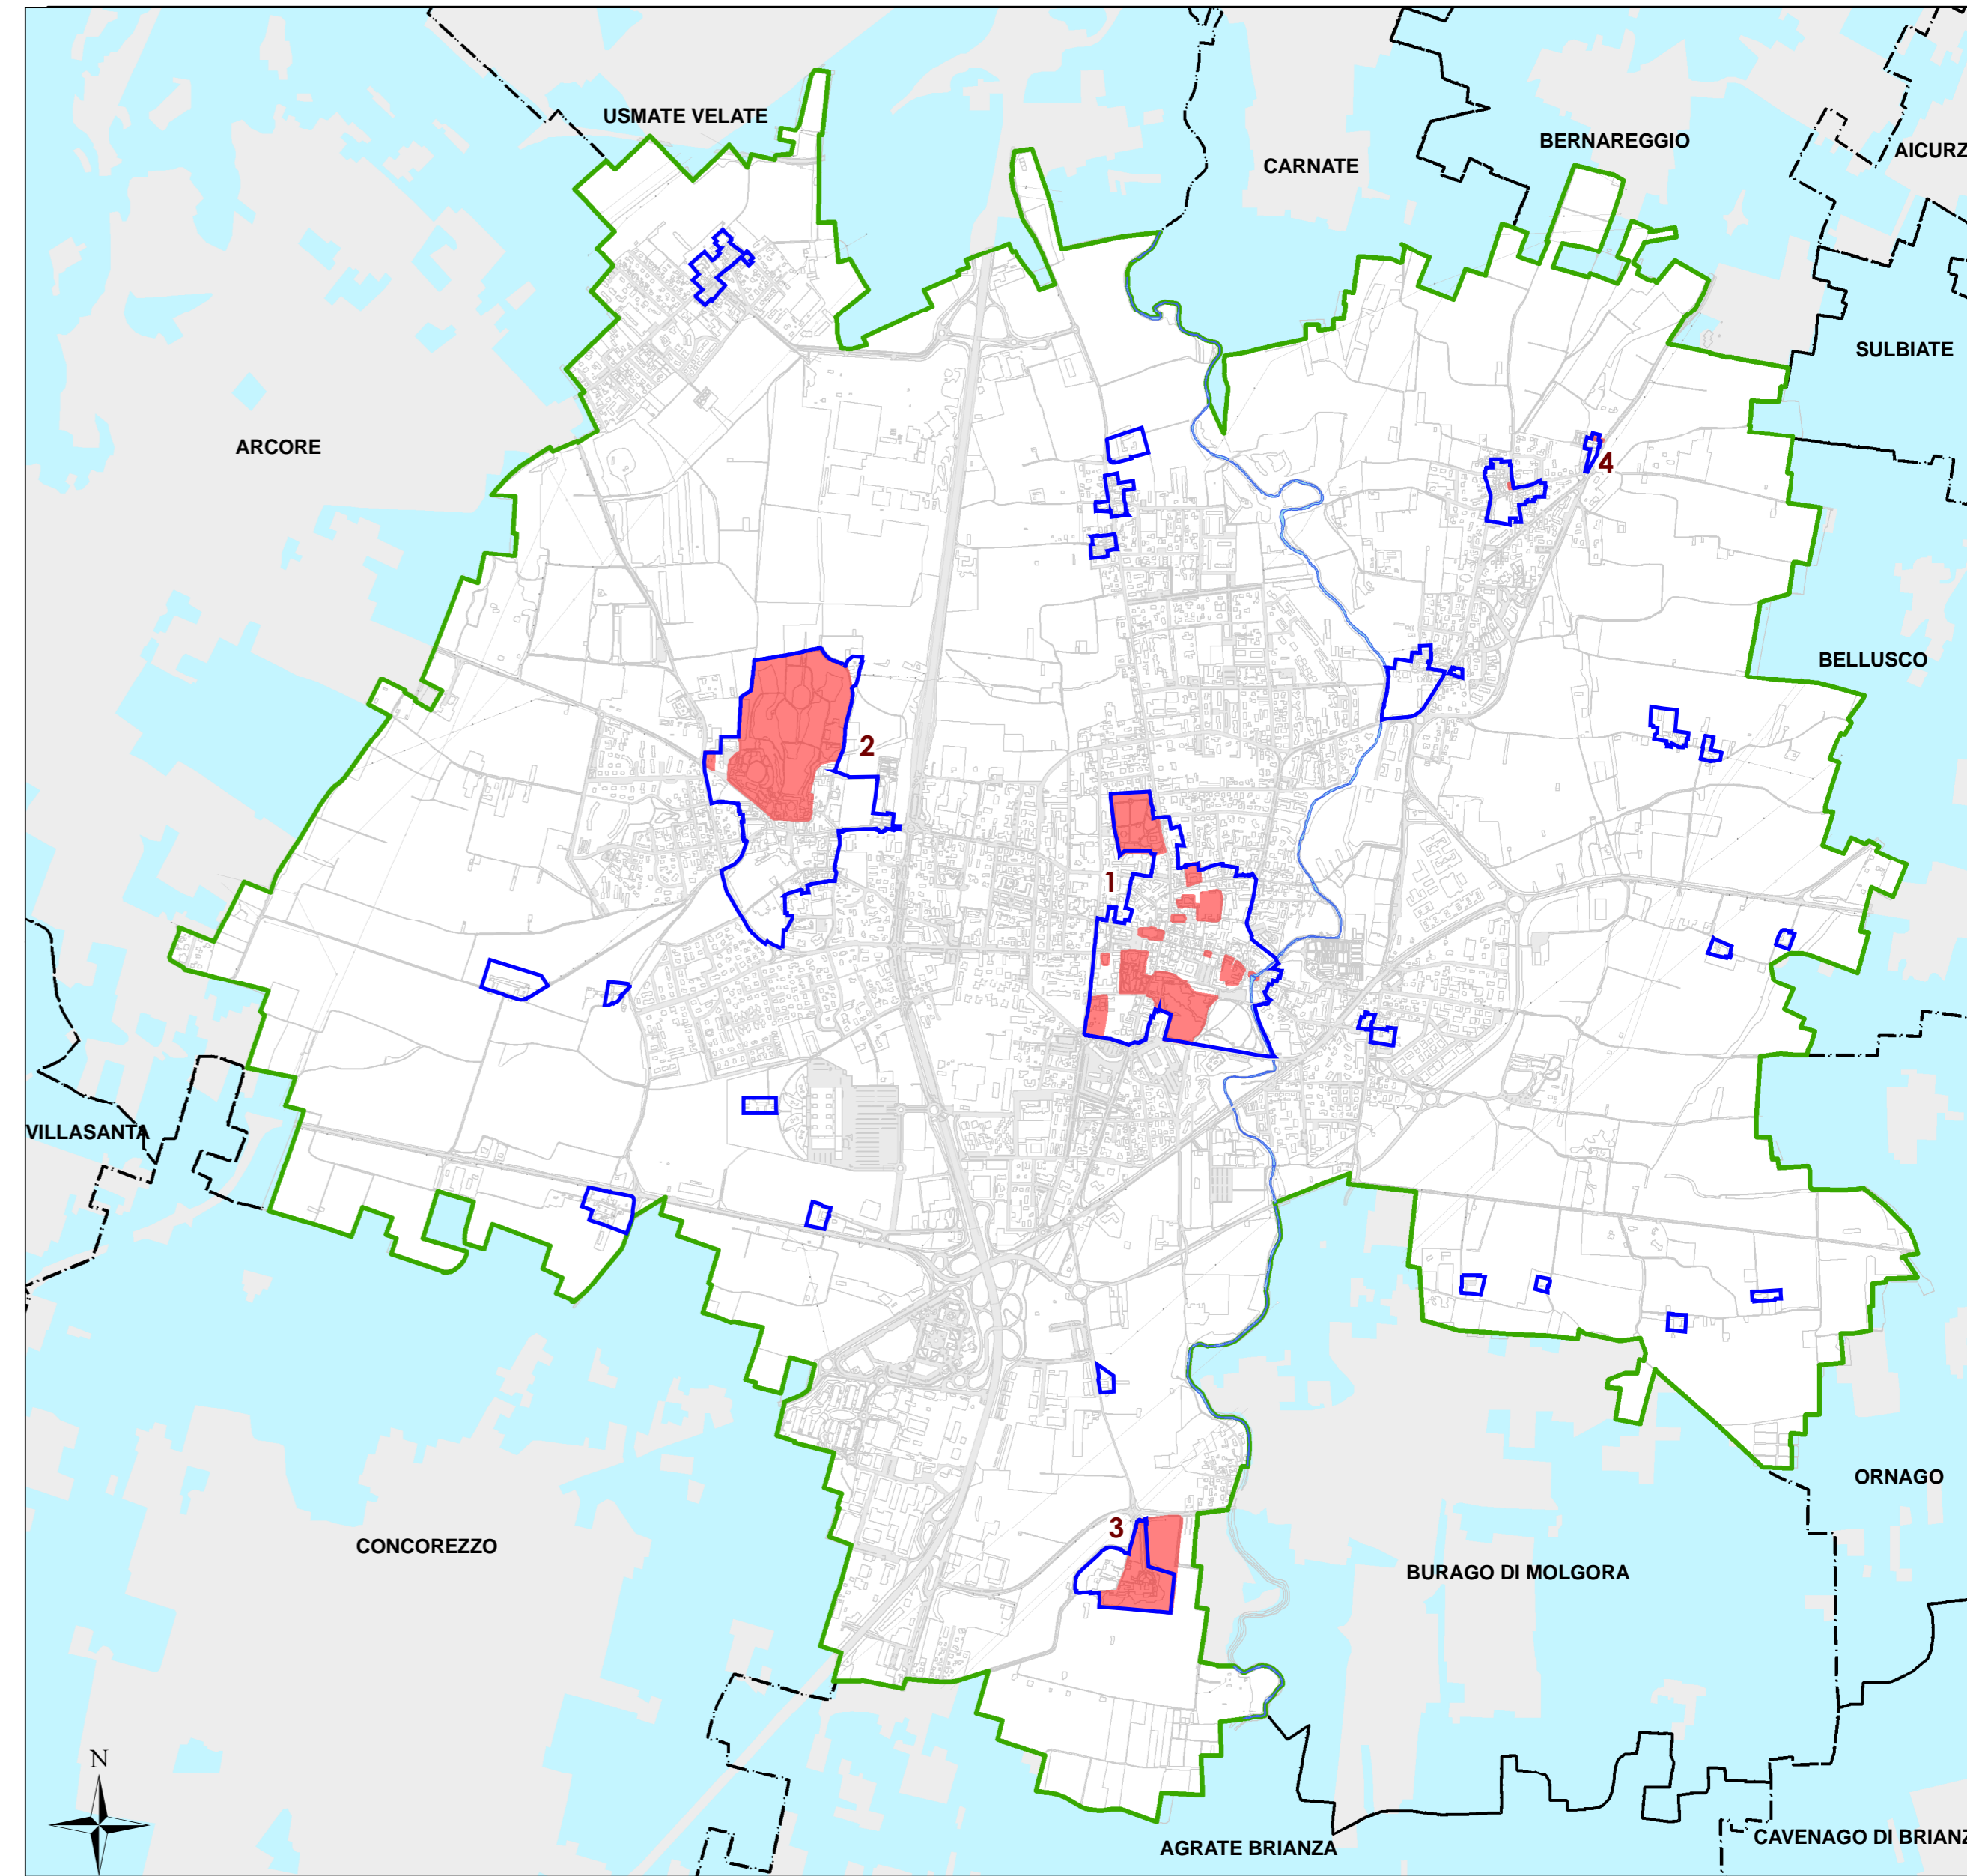 USMATE VELATE
BERNAREGGIO
AICURZ
CARNATE
SULBIATE
ARCORE
4
BELLUSCO
2
1
VILLASANTA
ORNAGO
3
CONCOREZZO
BURAGO DI MOLGORA
N
CAVENAGO DI BRIANZ
AGRATE BRIANZA